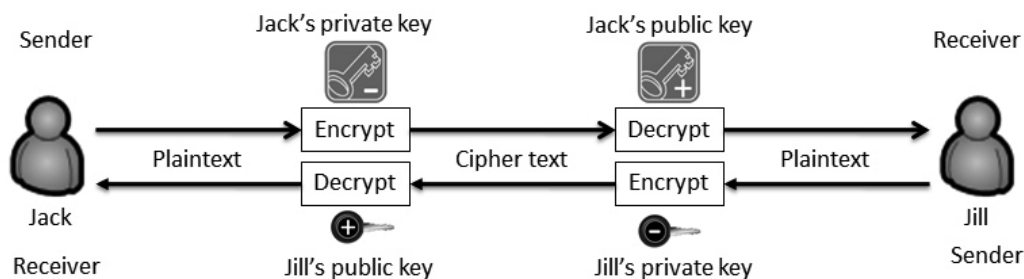 Jack's private key
Jack's public key
Sender
Receiver
−
+
Encrypt
Decrypt
Plaintext
Cipher text
Plaintext
Decrypt
Encrypt
Jack
+
−
Jill
Receiver
Jill's public key
Jill's private key
Sender